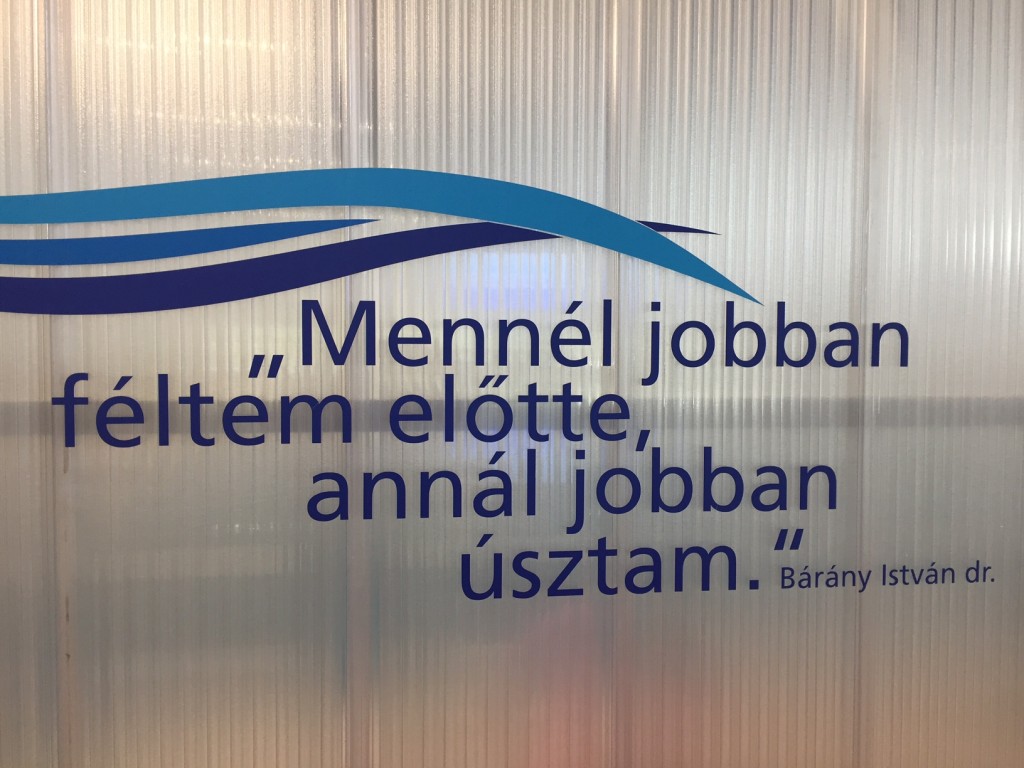 „Mennél jobban
féltem előtte,
annál jobban
úsztam.“ Bárány István dr.